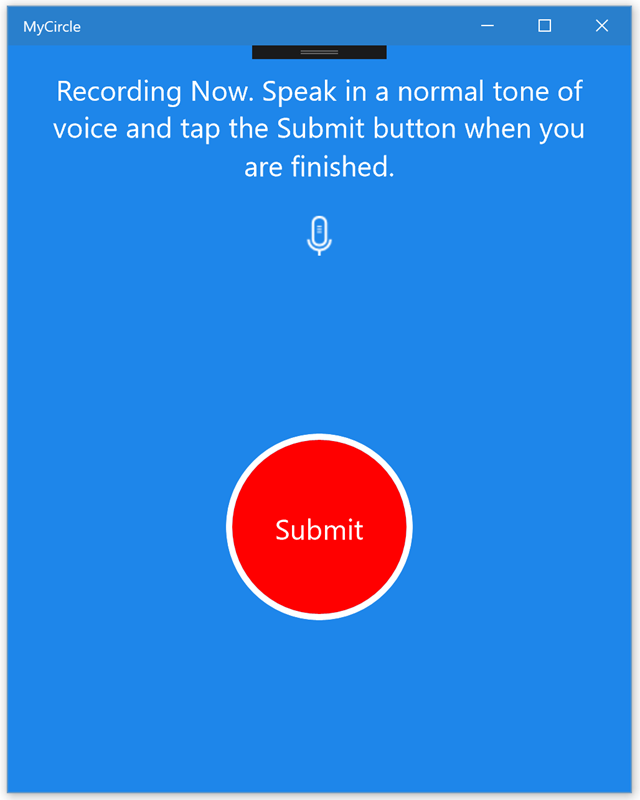 MyCircle
Recording Now. Speak in a normal tone of
voice and tap the Submit button when you
are finished.
Submit